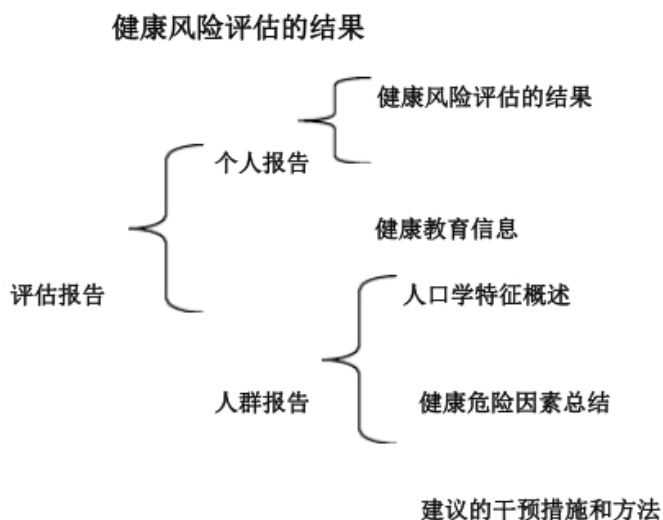 健康风险评估的结果
健康风险评估的结果
个人报告
健康教育信息
评估报告
人口学特征概述
人群报告
健康危险因素总结
建议的干预措施和方法